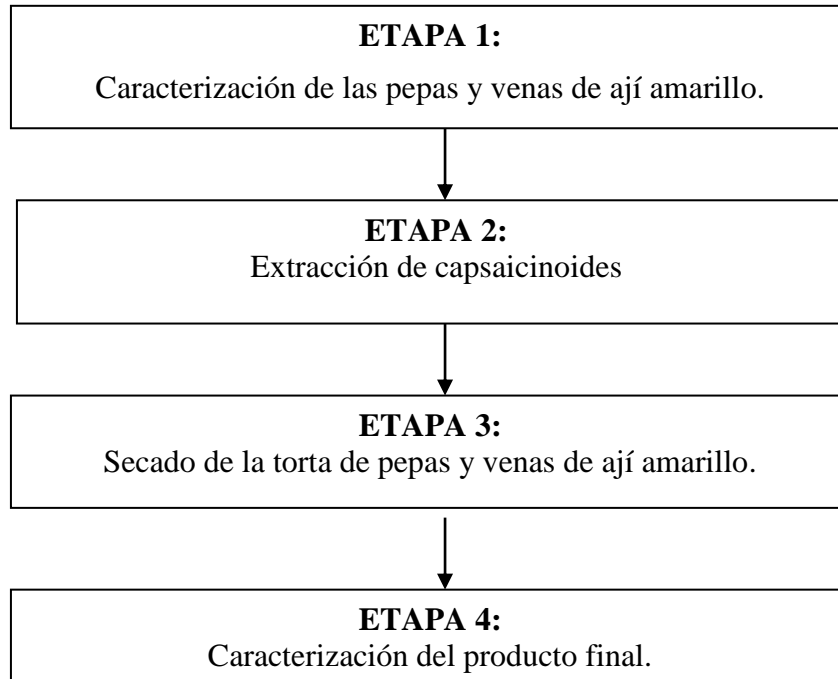 ETAPA 1:
Caracterización de las pepas y venas de ají amarillo.
ETAPA 2:
Extracción de capsaicinoides
ETAPA 3:
Secado de la torta de pepas y venas de ají amarillo.
ETAPA 4:
Caracterización del producto final.